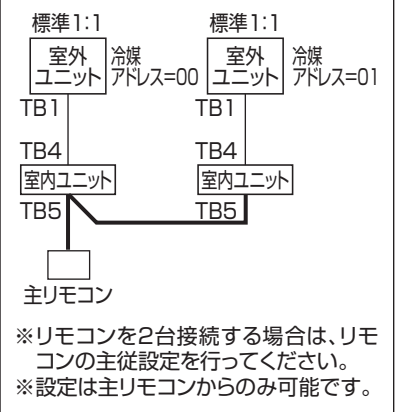 標準1:1 標準1:1
室外ユニット 冷媒アドレス=00 室外ユニット 冷媒アドレス=01
TB1 TB1
TB4 TB4
室内ユニット 室内ユニット
TB5 TB5
主リモコン
※リモコンを2台接続する場合は、リモ
コンの主従設定を行ってください。
※設定は主リモコンからのみ可能です。